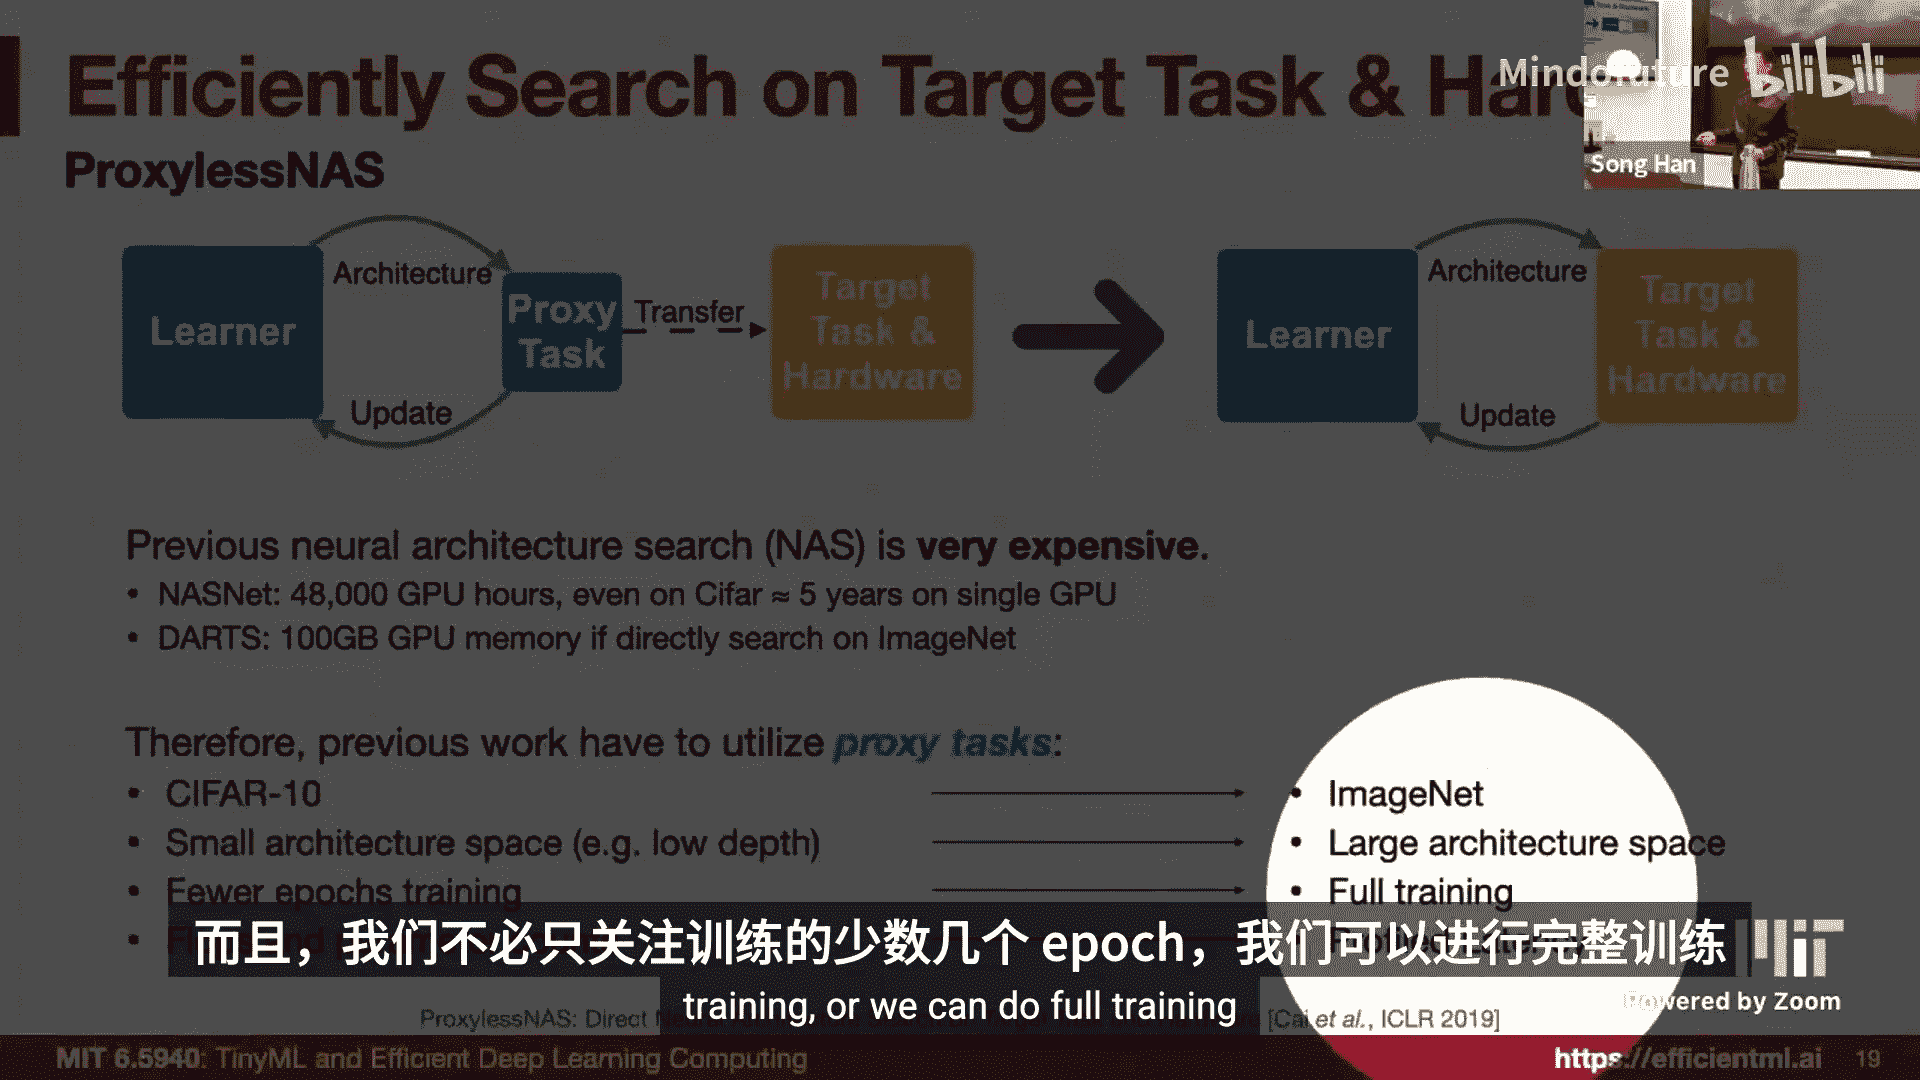 Efficiently Search on Target Task & Har
Mindofuture bilibili
Song Han
ProxylessNAS
Learner
Architecture
Update
Proxy
Task
Transfer
Target
Task &
Hardware
Learner
Architecture
Update
Target
Task &
Hardware
Previous neural architecture search (NAS) is very expensive.
• NASNet: 48,000 GPU hours, even on Cifar ≈ 5 years on single GPU
• DARTS: 100GB GPU memory if directly search on ImageNet
Therefore, previous work have to utilize proxy tasks:
• CIFAR-10
• ImageNet
• Small architecture space (e.g. low depth)
• Large architecture space
• Fewer epochs training
• Full training
而且，我们不必只关注训练的少数几个 epoch，我们可以进行完整训练
training, or we can do full training
MIT
Powered by Zoom
ProxylessNAS: Direct
[Cai et al., ICLR 2019]
MIT 6.5940: TinyML and Efficient Deep Learning Computing
https://efficientml.ai
19